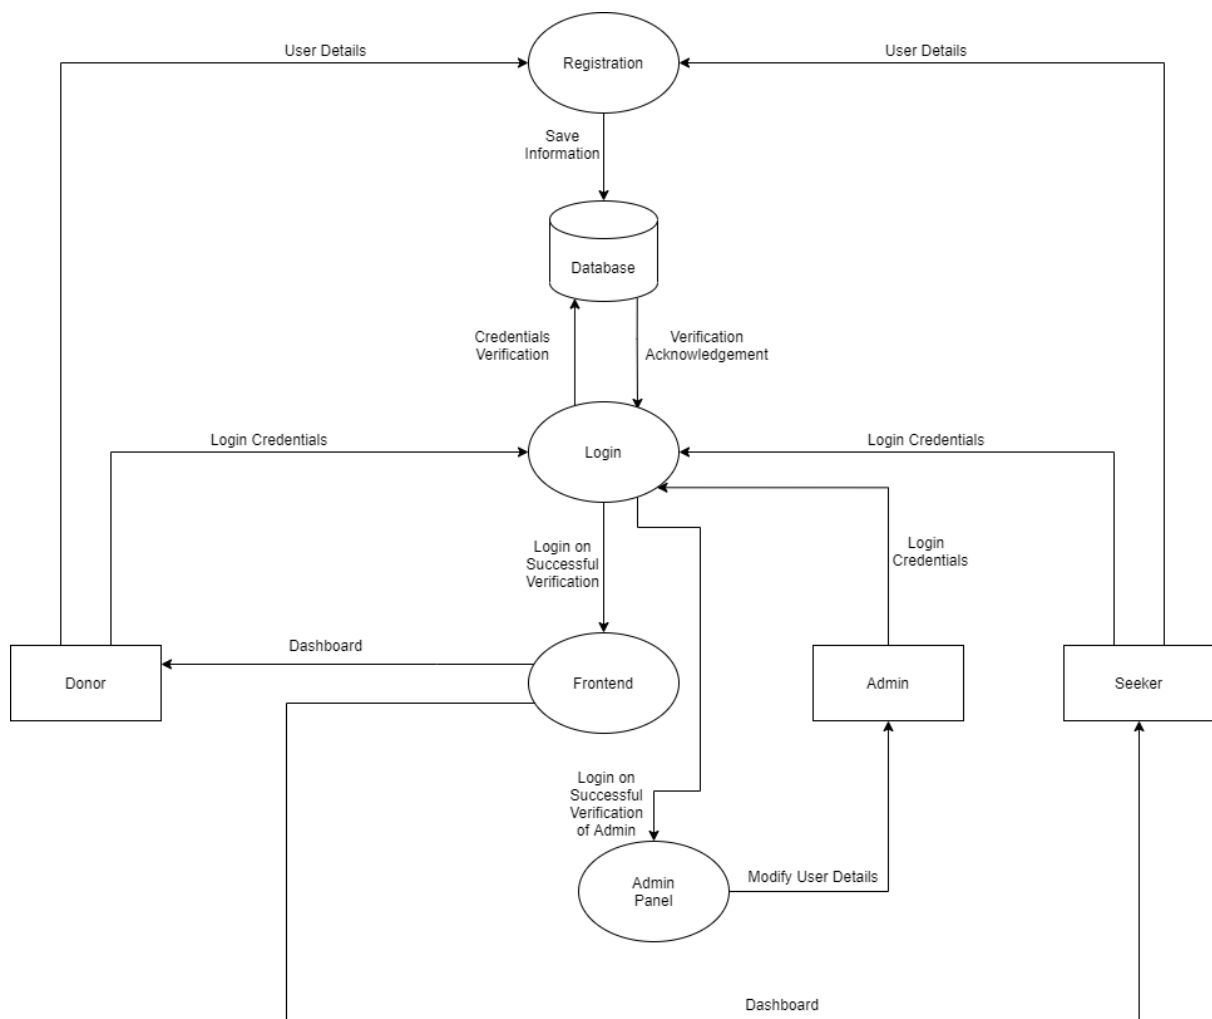 User Details
User Details
Registration
Save
Information
Database
Credentials
Verification
Verification
Acknowledgement
Login Credentials
Login Credentials
Login
Login on
Successful
Verification
Login
Credentials
Dashboard
Donor
Frontend
Admin
Seeker
Login on
Successful
Verification
of Admin
Admin
Panel
Modify User Details
Dashboard